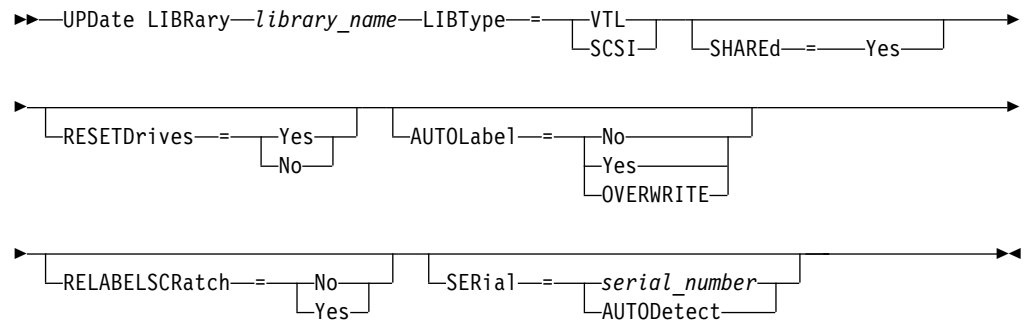 UPDate LIBRary library_name LIBType = VTL
SCSI SHAREd = Yes
RESETDrives = Yes
No AUTOLabel = No
Yes
OVERWRITE
RELABELSCRatch = No
Yes SERial = serial_number
AUTODetect